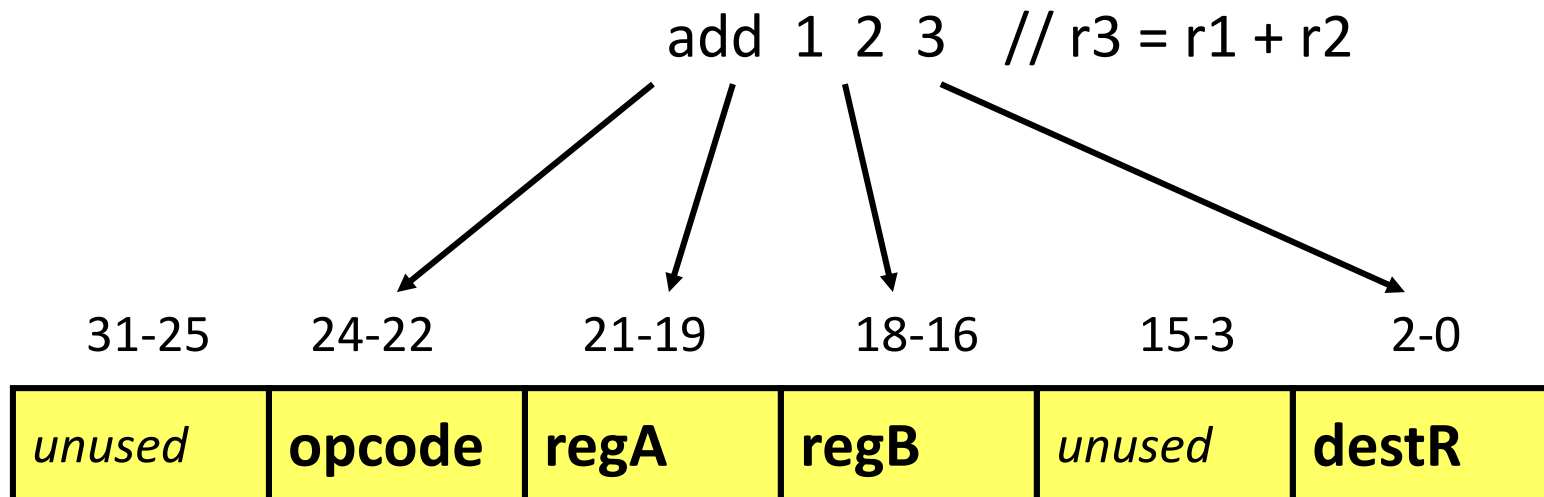 add 1 2 3 // r3 = r1 + r2
31-25 24-22 21-19 18-16 15-3 2-0
unused opcode regA regB unused destR